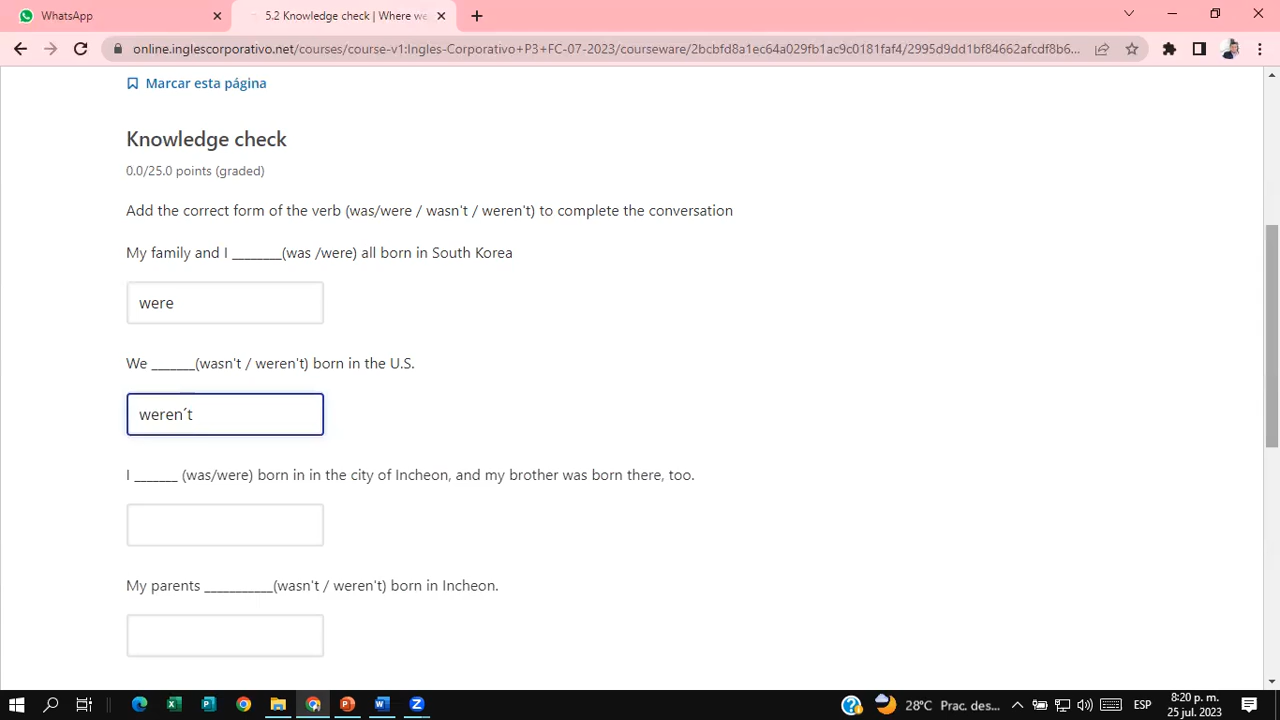 WhatsApp
5.2 Knowledge check | Where we
online.inglescorporativo.net/courses/course-v1:Ingles-Corporativo+P3+FC-07-2023/courseware/2bcbfd8a1ec64a029fb1ac9c0181faf4/2995d9dd1bf84662afcdf8b6...
Marcar esta página
Knowledge check
0.0/25.0 points (graded)
Add the correct form of the verb (was/were / wasn't / weren't) to complete the conversation
My family and I ________(was /were) all born in South Korea
were
We _______(wasn't / weren't) born in the U.S.
weren´t
I _______ (was/were) born in in the city of Incheon, and my brother was born there, too.
My parents ___________(wasn't / weren't) born in Incheon.
28°C Prac. des... ESP 8:20 p. m.
25 jul. 2023